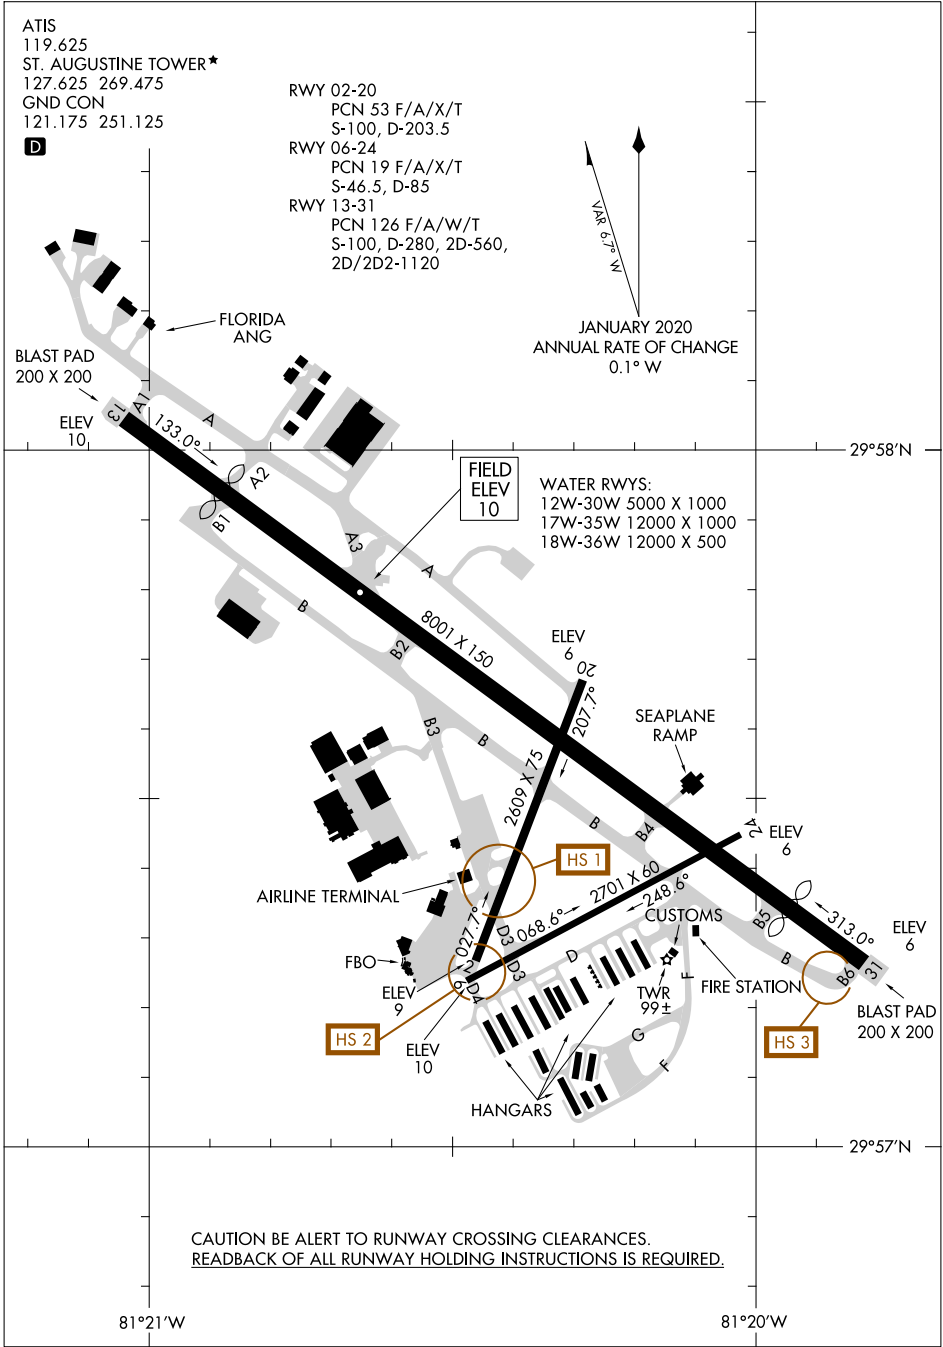 ATIS
119.625
ST. AUGUSTINE TOWER★
127.625 269.475
GND CON
121.175 251.125
D
RWY 02-20
PCN 53 F/A/X/T
S-100, D-203.5
RWY 06-24
PCN 19 F/A/X/T
S-46.5, D-85
RWY 13-31
PCN 126 F/A/W/T
S-100, D-280, 2D-560,
2D/2D2-1120
VAR 6.7° W
JANUARY 2020
ANNUAL RATE OF CHANGE
0.1° W
FLORIDA
ANG
BLAST PAD
200 X 200
ELEV
10
13
A1
A
133.0°
A2
B1
29°58'N
FIELD
ELEV
10
WATER RWYS:
12W-30W 5000 X 1000
17W-35W 12000 X 1000
18W-36W 12000 X 500
A3
A
B
8001 X 150
B2
ELEV
6
20
207.7°
B3
B
2609 X 75
SEAPLANE
RAMP
B
B4
24
ELEV
6
HS 1
AIRLINE TERMINAL
2701 X 60
248.6°
068.6°
027.7°
CUSTOMS
B5
313.0°
ELEV
6
D3
D3
D
B
B6
31
FBO
2
6
D4
ELEV
9
F
TWR
99±
FIRE STATION
BLAST PAD
200 X 200
HS 2
HS 3
ELEV
10
G
F
HANGARS
29°57'N
CAUTION BE ALERT TO RUNWAY CROSSING CLEARANCES.
READBACK OF ALL RUNWAY HOLDING INSTRUCTIONS IS REQUIRED.
81°21'W
81°20'W